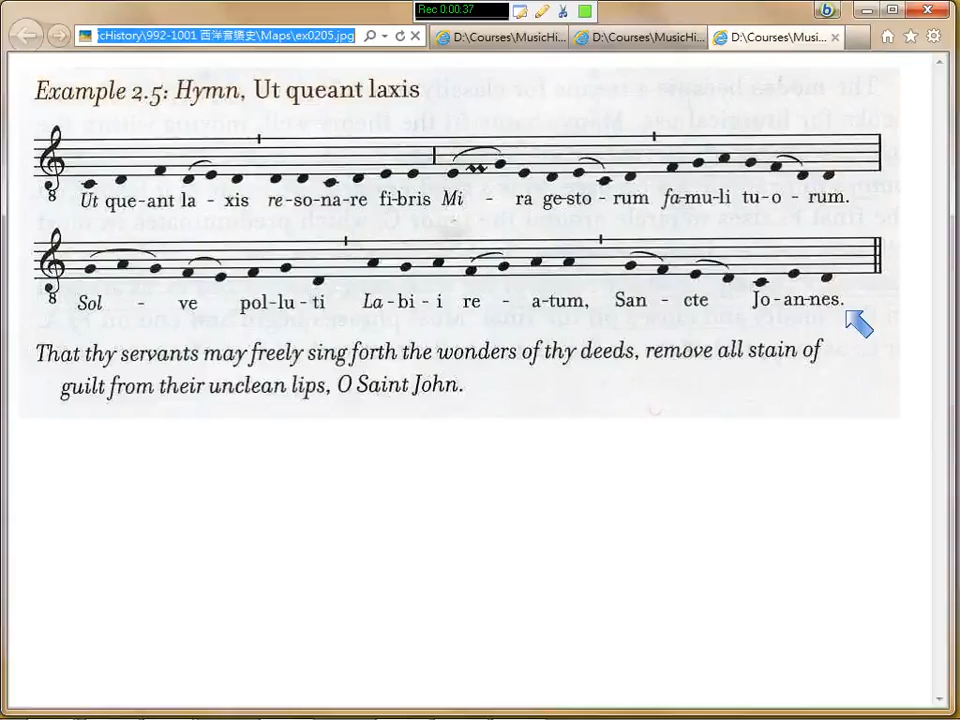 Rec 0:00:37
icHistory\992-1001 西洋音樂史\Maps\ex0205.jpg
D:\Courses\MusicHi...
D:\Courses\MusicHi...
D:\Courses\Musi...
Example 2.5: Hymn, Ut queant laxis
8
Ut que-ant la - xis re-so-na-re fi-bris Mi - ra ge-sto - rum fa-mu-li tu-o - rum.
8
Sol - ve pol-lu-ti La-bi-i re - a-tum, San - cte Jo-an-nes.
That thy servants may freely sing forth the wonders of thy deeds, remove all stain of
guilt from their unclean lips, O Saint John.